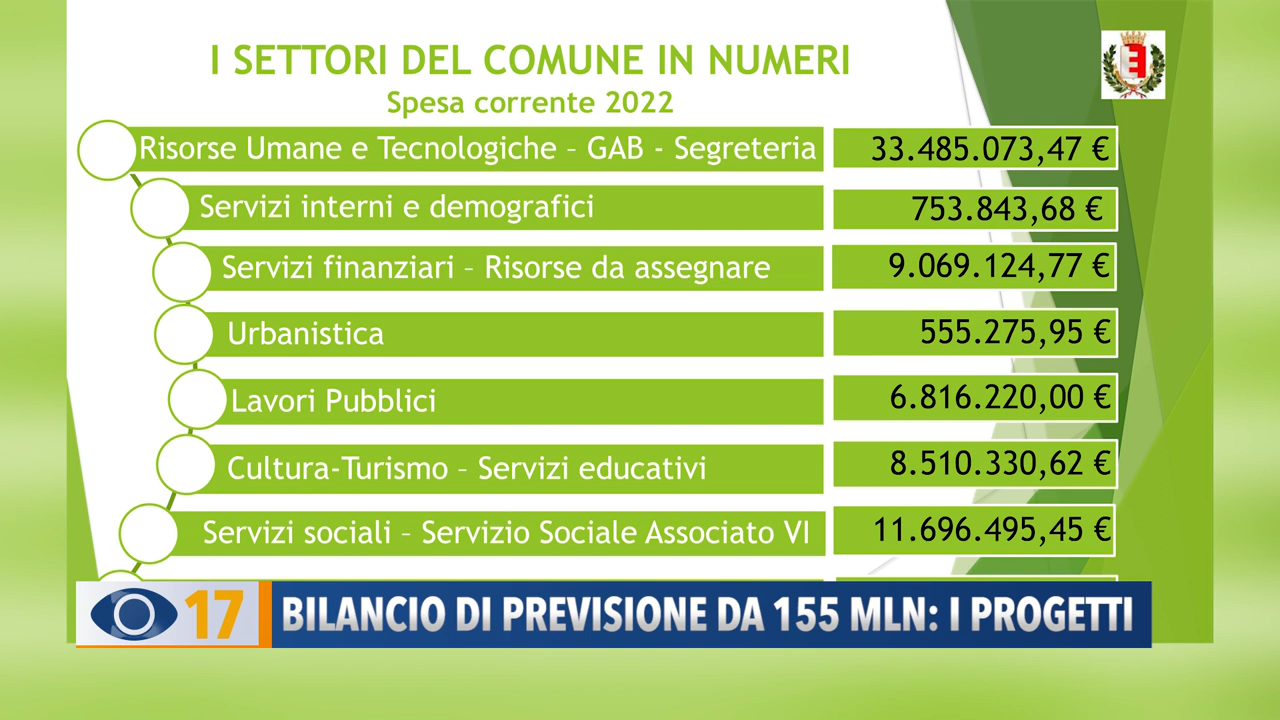 I SETTORI DEL COMUNE IN NUMERI
Spesa corrente 2022
Risorse Umane e Tecnologiche – GAB - Segreteria 33.485.073,47 €
Servizi interni e demografici 753.843,68 €
Servizi finanziari – Risorse da assegnare 9.069.124,77 €
Urbanistica 555.275,95 €
Lavori Pubblici 6.816.220,00 €
Cultura-Turismo – Servizi educativi 8.510.330,62 €
Servizi sociali – Servizio Sociale Associato VI 11.696.495,45 €
17 BILANCIO DI PREVISIONE DA 155 MLN: I PROGETTI